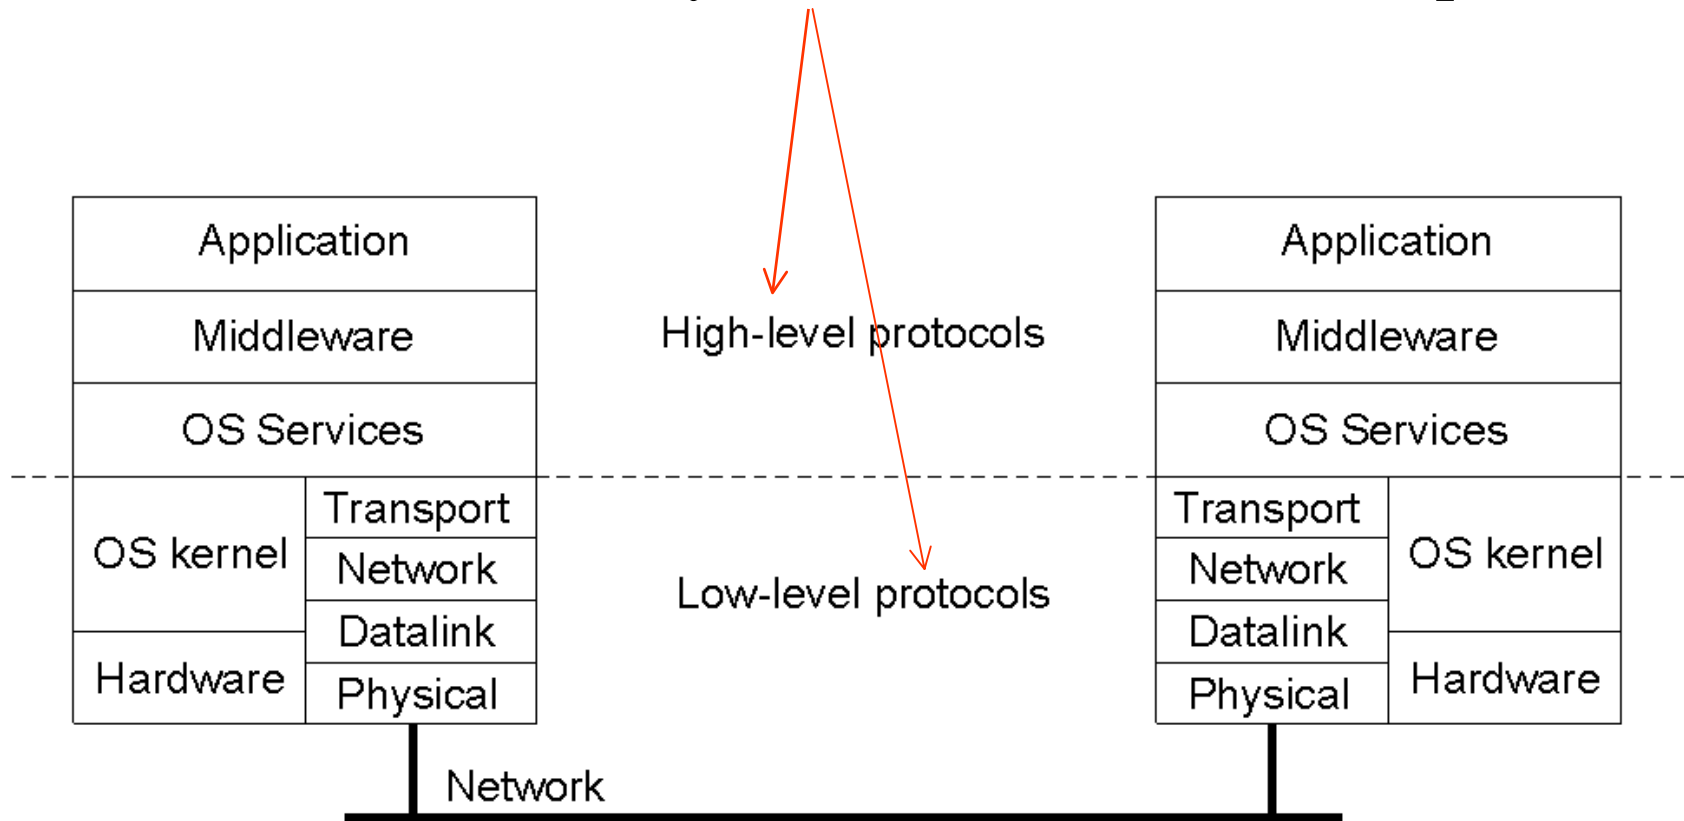 Application
Middleware
OS Services
OS kernel
Hardware
Transport
Network
Datalink
Physical
High-level protocols
Low-level protocols
Application
Middleware
OS Services
Transport
Network
Datalink
Physical
OS kernel
Hardware
Network